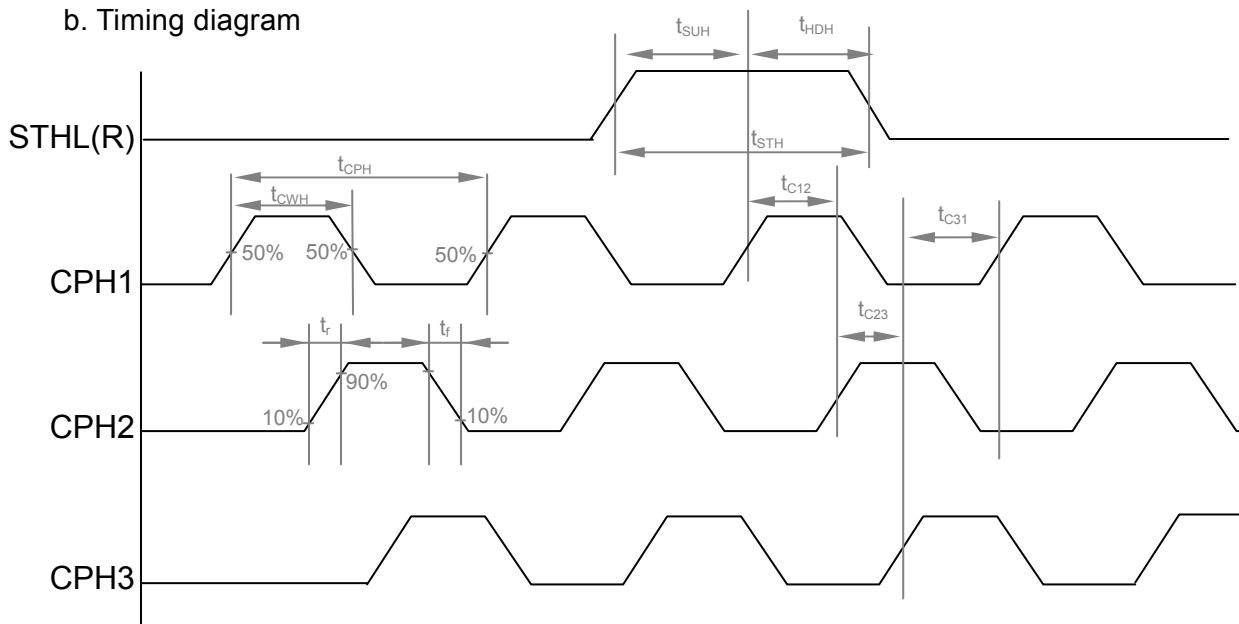 b. Timing diagram
tSUH
tHDH
STHL(R)
tSTH
tCPH
tCWH
tC12
tC31
50%
50%
50%
CPH1
tr
tf
tC23
90%
10%
10%
CPH2
CPH3